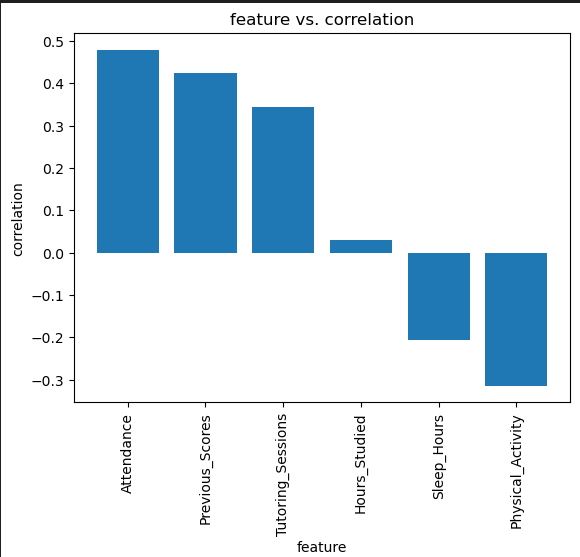 feature vs. correlation
correlation
0.5
0.4
0.3
0.2
0.1
0.0
−0.1
−0.2
−0.3
Attendance
Previous_Scores
Tutoring_Sessions
Hours_Studied
Sleep_Hours
Physical_Activity
feature